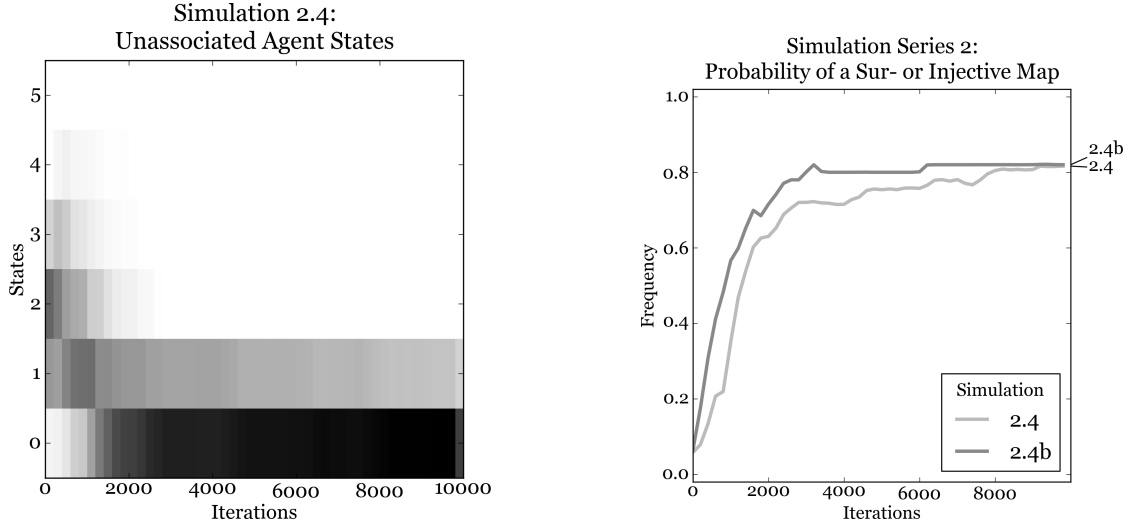 Simulation 2.4:
Unassociated Agent States
5
4
3
2
1
0
States
0 2000 4000 6000 8000 10000
Iterations
Simulation Series 2:
Probability of a Sur- or Injective Map
1.0
0.8
0.6
0.4
0.2
0.0
Frequency
2.4b
2.4
Simulation
2.4
2.4b
0 2000 4000 6000 8000
Iterations